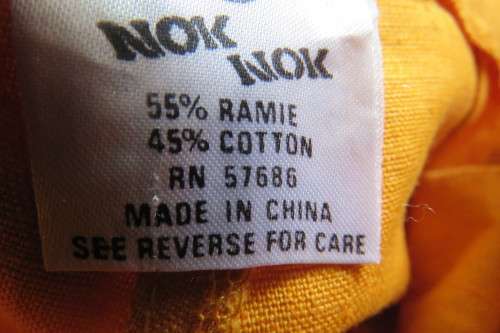 NOK
NOK
55% RAMIE
45% COTTON
RN 57686
MADE IN CHINA
SEE REVERSE FOR CARE